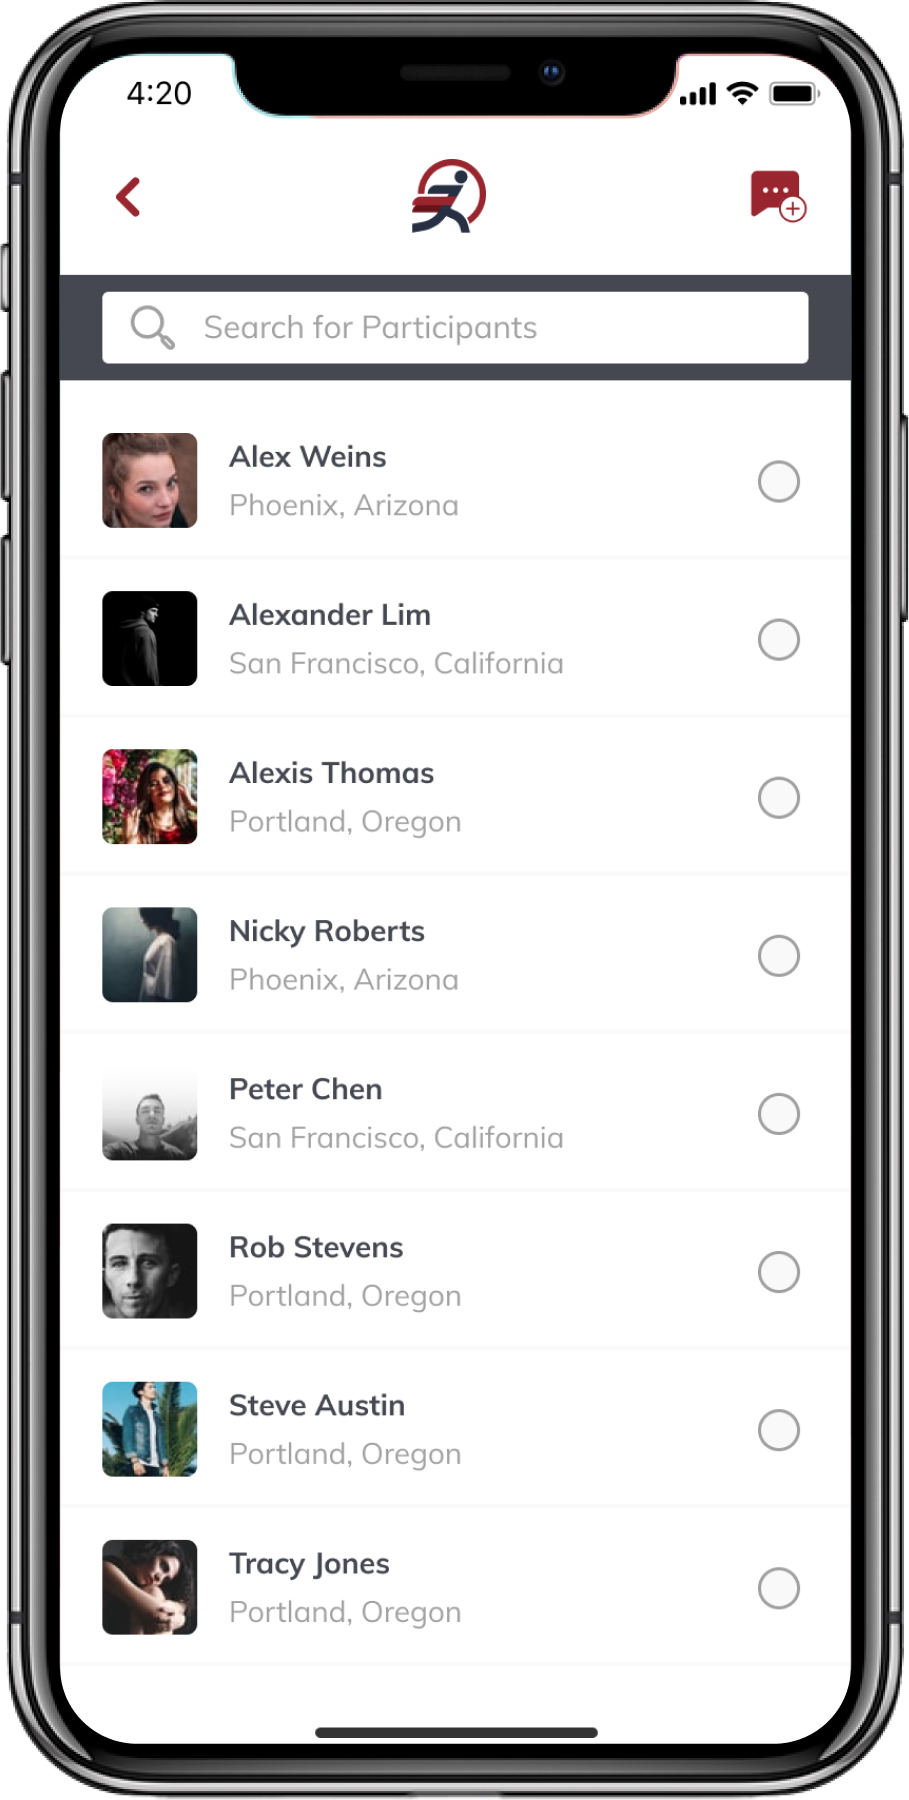 4:20
Search for Participants
Alex Weins
Phoenix, Arizona
Alexander Lim
San Francisco, California
Alexis Thomas
Portland, Oregon
Nicky Roberts
Phoenix, Arizona
Peter Chen
San Francisco, California
Rob Stevens
Portland, Oregon
Steve Austin
Portland, Oregon
Tracy Jones
Portland, Oregon